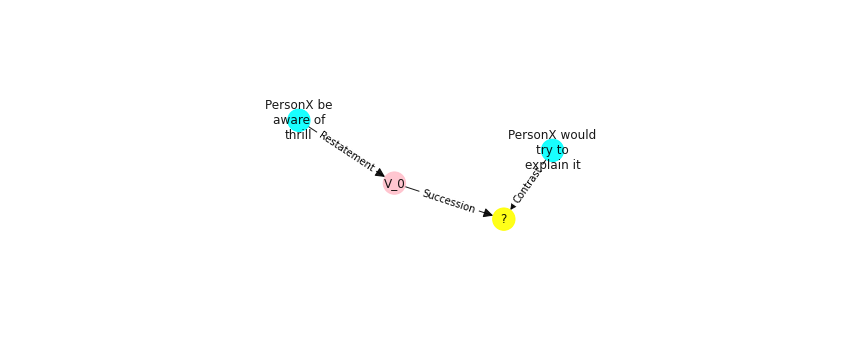 PersonX be
aware of
thrill
Restatement
V_0
Succession
?
Contrast
PersonX would
try to
explain it